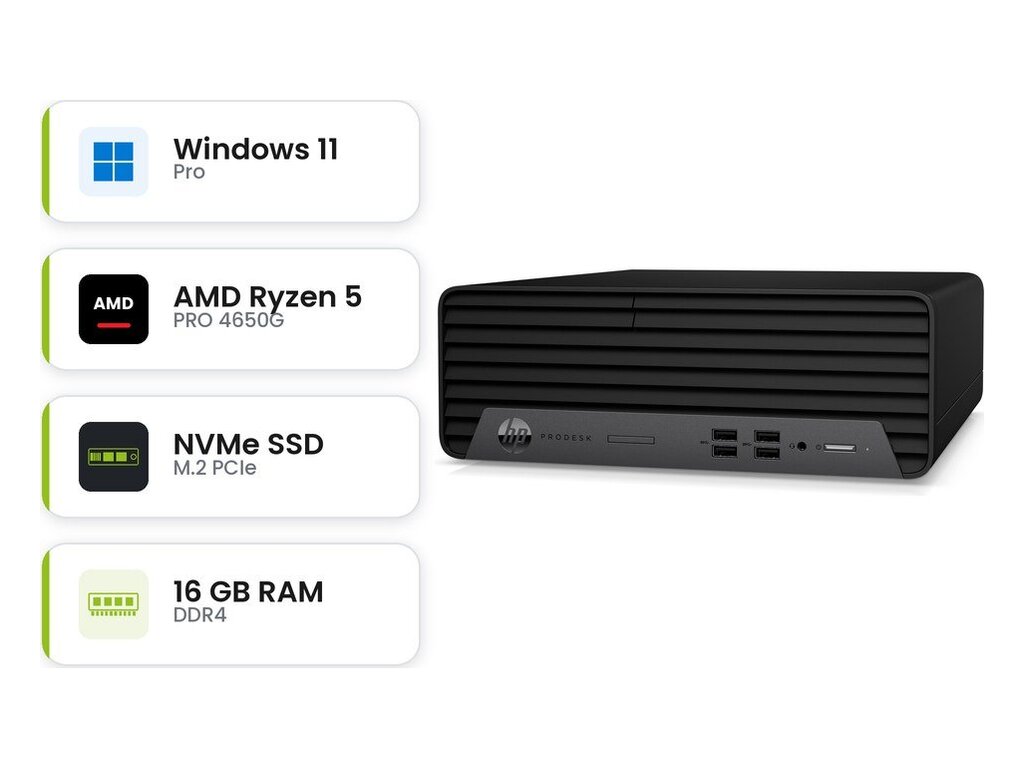 Windows 11
Pro
AMD
AMD Ryzen 5
PRO 4650G
NVMe SSD
M.2 PCIe
16 GB RAM
DDR4
hp PRODESK